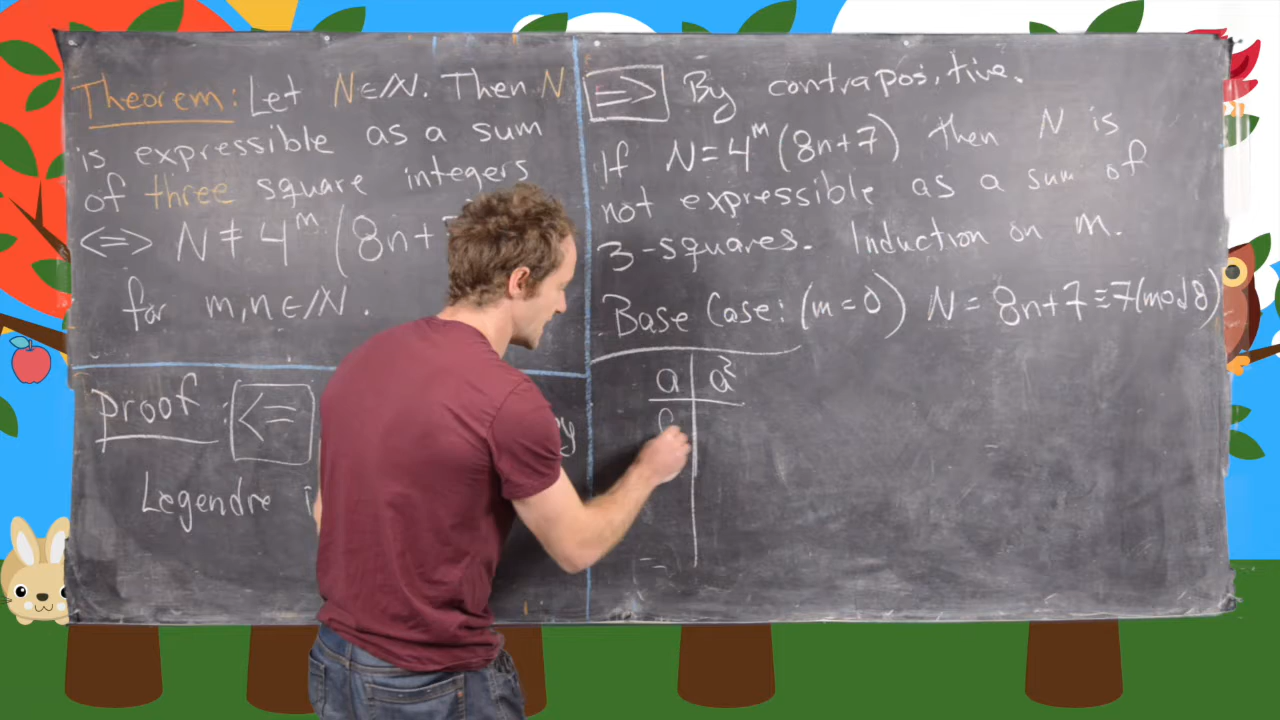 Theorem: Let N∈ℕ. Then N
is expressible as a sum
of three square integers
<=> N ≠ 4^m (8n+7
for m,n∈ℕ.
Proof: <=
Legendre
=> By contrapositive.
If N=4^m(8n+7) then N is
not expressible as a sum of
3-squares. Induction on m.
Base Case: (m=0) N = 8n+7≡7(mod 8)
a a²
0